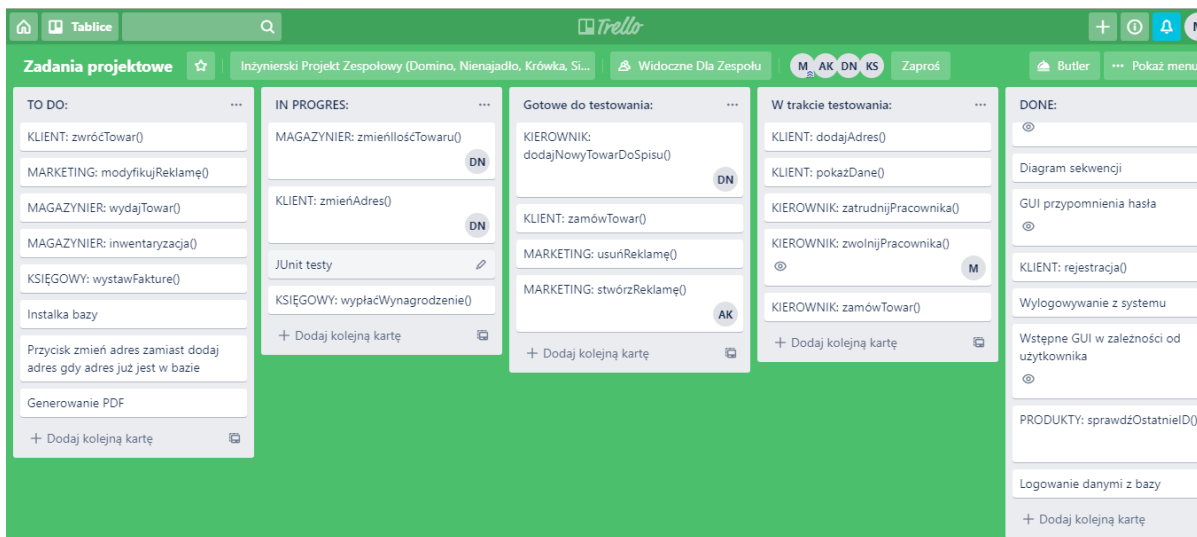 Tablice
Trello
Zadania projektowe
Inżynierski Projekt Zespołowy (Domino, Nienajadło, Krówka, Si...
Widoczne Dla Zespołu
M AK DN KS
Zaproś
Butler
... Pokaż menu
TO DO:
KLIENT: zwróćTowar()
MARKETING: modyfikujReklamę()
MAGAZYNIER: wydajTowar()
MAGAZYNIER: inwentaryzacja()
KSIĘGOWY: wystawFakture()
Instalka bazy
Przycisk zmień adres zamiast dodaj
adres gdy adres już jest w bazie
Generowanie PDF
+ Dodaj kolejną kartę
IN PROGRES:
MAGAZYNIER: zmieńIlośćTowaru()
DN
KLIENT: zmieńAdres()
DN
JUnit testy
KSIĘGOWY: wypłaćWynagrodzenie()
+ Dodaj kolejną kartę
Gotowe do testowania:
KIEROWNIK:
dodajNowyTowarDoSpisu()
DN
KLIENT: zamówTowar()
MARKETING: usuńReklamę()
MARKETING: stwórzReklamę()
AK
+ Dodaj kolejną kartę
W trakcie testowania:
KLIENT: dodajAdres()
KLIENT: pokażDane()
KIEROWNIK: zatrudnijPracownika()
KIEROWNIK: zwolnijPracownika()
M
KIEROWNIK: zamówTowar()
+ Dodaj kolejną kartę
DONE:
Diagram sekwencji
GUI przypomnienia hasła
KLIENT: rejestracja()
Wylogowywanie z systemu
Wstępne GUI w zależności od
użytkownika
PRODUKTY: sprawdźOstatnieID()
Logowanie danymi z bazy
+ Dodaj kolejną kartę